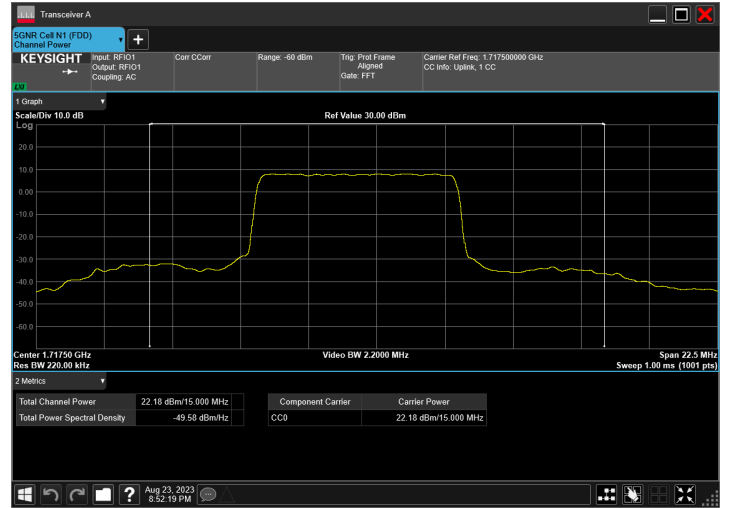 Transceiver A
5GNR Cell N1 (FDD)
Channel Power
KEYSIGHT
Input: RFIO1
Output: RFIO1
Coupling: AC
Corr CCorr
Range: -60 dBm
Trig: Prot Frame
Aligned
Gate: FFT
Carrier Ref Freq: 1.717500000 GHz
CC Info: Uplink, 1 CC
LXI
1 Graph
Scale/Div 10.0 dB
Ref Value 30.00 dBm
Log
20.0
10.0
0.00
-10.0
-20.0
-30.0
-40.0
-50.0
-60.0
Center 1.71750 GHz
Video BW 2.2000 MHz
Span 22.5 MHz
Res BW 220.00 kHz
Sweep 1.00 ms (1001 pts)
2 Metrics
Total Channel Power 22.18 dBm/15.000 MHz
Total Power Spectral Density -49.58 dBm/Hz
Component Carrier Carrier Power
CC0 22.18 dBm/15.000 MHz
?
Aug 23, 2023
8:52:19 PM